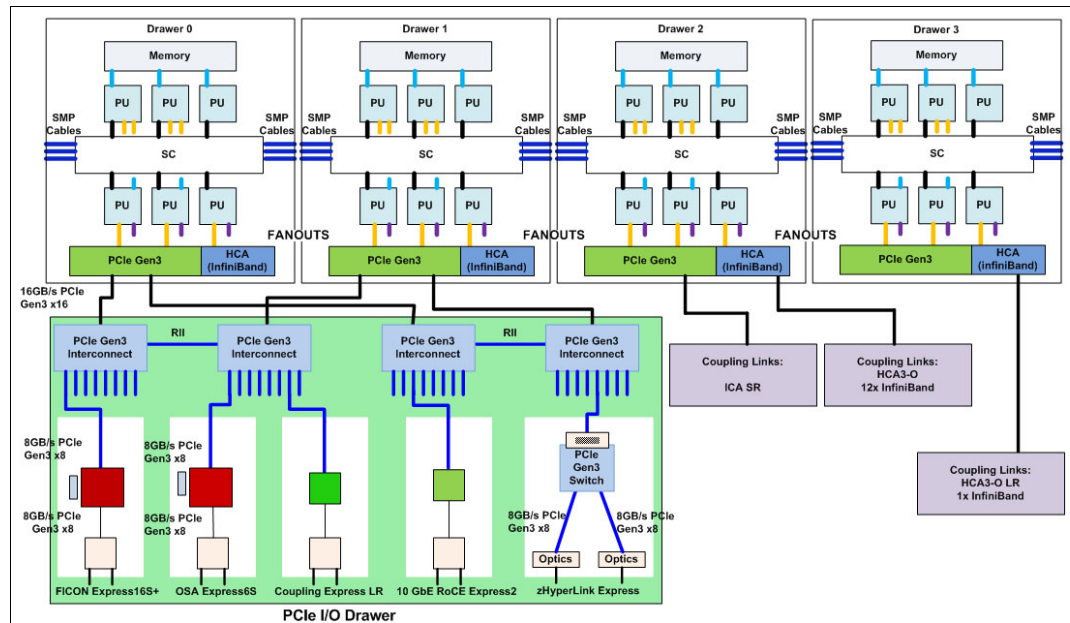 Drawer 0
Memory
PU
PU
PU
SMP
Cables
SMP
Cables
SC
PU
PU
PU
PCIe Gen3
HCA
(InfiniBand)
Drawer 1
Memory
PU
PU
PU
SMP
Cables
SC
PU
PU
PU
FANOUTS
PCIe Gen3
HCA
(InfiniBand)
Drawer 2
Memory
PU
PU
PU
SMP
Cables
SC
PU
PU
PU
FANOUTS
PCIe Gen3
HCA
(InfiniBand)
Drawer 3
Memory
PU
PU
PU
SMP
Cables
SMP
Cables
SC
PU
PU
PU
FANOUTS
PCIe Gen3
HCA
(infiniBand)
16GB/s PCIe
Gen3 x16
PCIe Gen3
Interconnect
RII
PCIe Gen3
Interconnect
PCIe Gen3
Interconnect
RII
PCIe Gen3
Interconnect
Coupling Links:
ICA SR
Coupling Links:
HCA3-O
12x InfiniBand
Coupling Links:
HCA3-O LR
1x InfiniBand
8GB/s PCIe
Gen3 x8
8GB/s PCIe
Gen3 x8
8GB/s PCIe
Gen3 x8
8GB/s PCIe
Gen3 x8
PCIe
Gen3
Switch
8GB/s PCIe
Gen3 x8
8GB/s PCIe
Gen3 x8
Optics
Optics
FICON Express16S+
OSA Express6S
Coupling Express LR
10 GbE RoCE Express2
zHyperLink Express
PCIe I/O Drawer